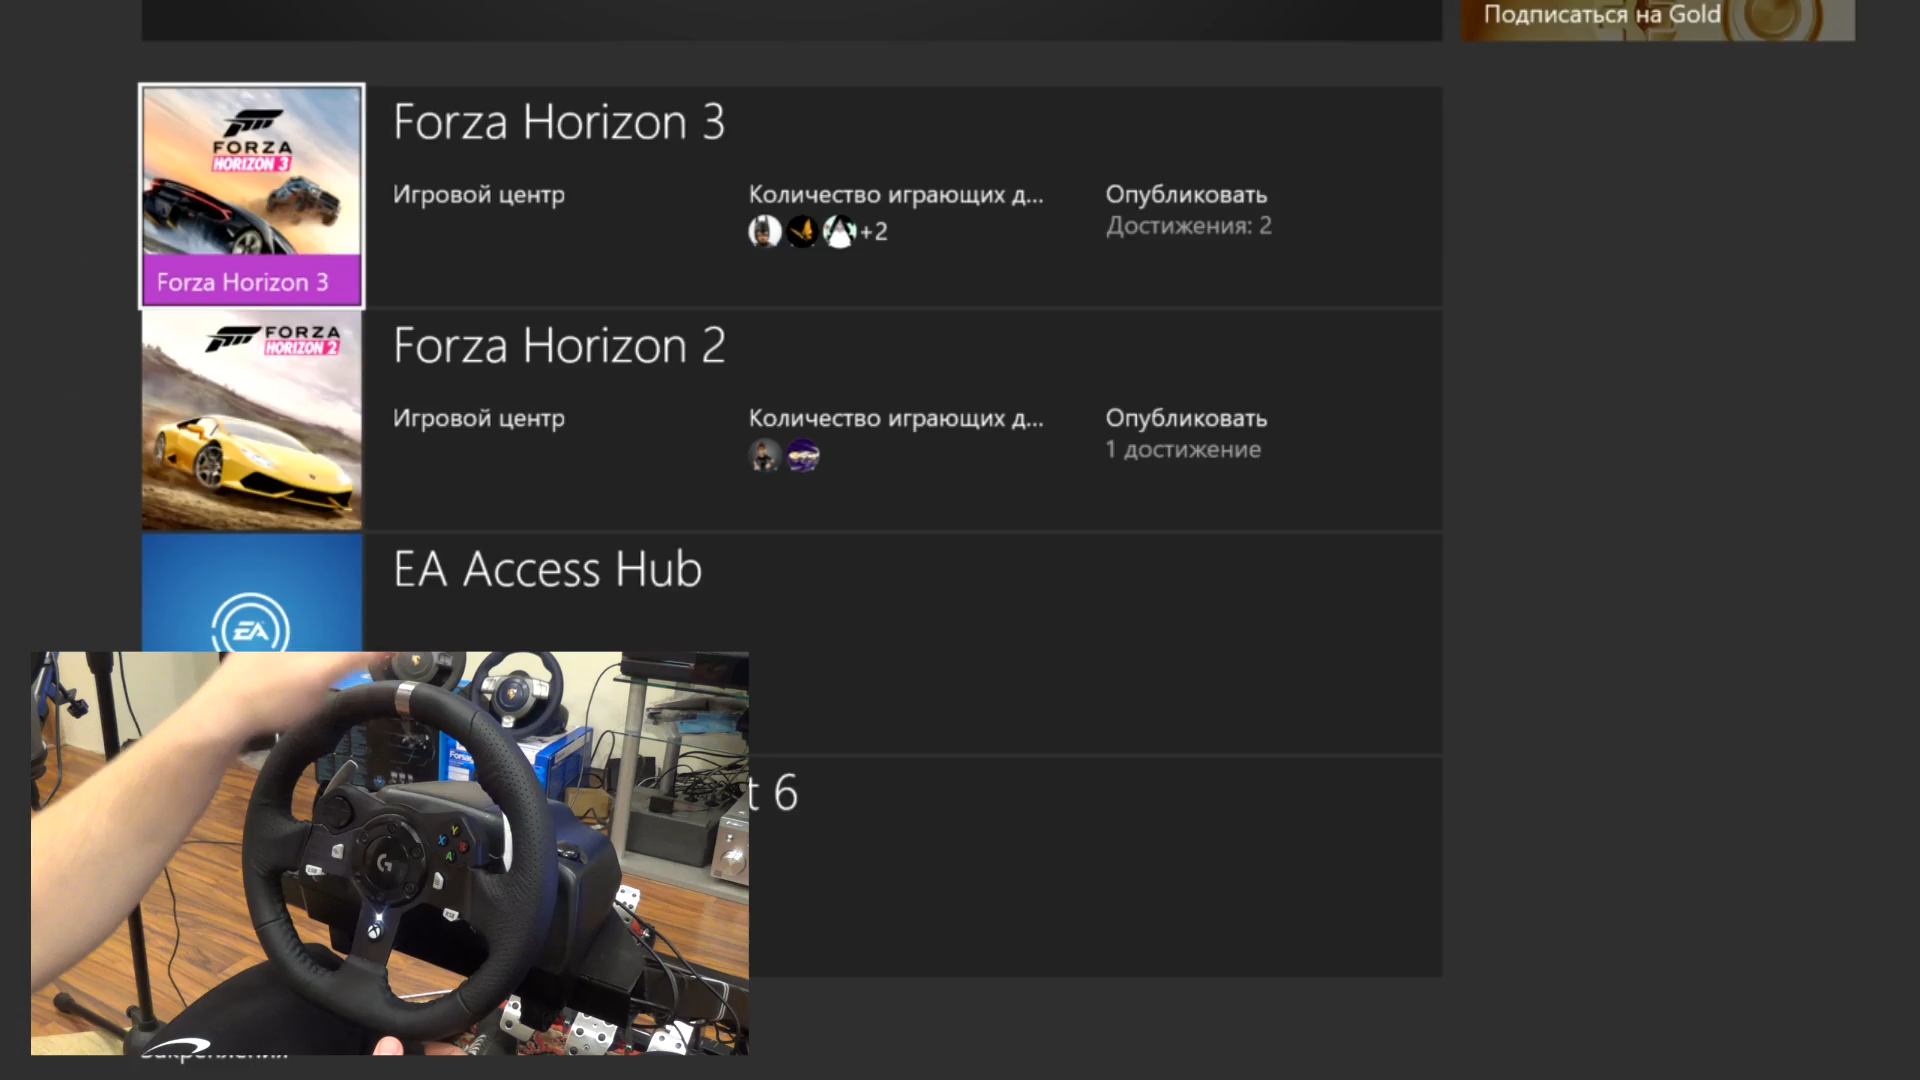 Подписаться на Gold
FORZA
HORIZON 3
Forza Horizon 3
Forza Horizon 3
Игровой центр
Количество играющих д...
+2
Опубликовать
Достижения: 2
FORZA
HORIZON 2
Forza Horizon 2
Игровой центр
Количество играющих д...
Опубликовать
1 достижение
EA
EA Access Hub
t 6
Y
X
B
A
G